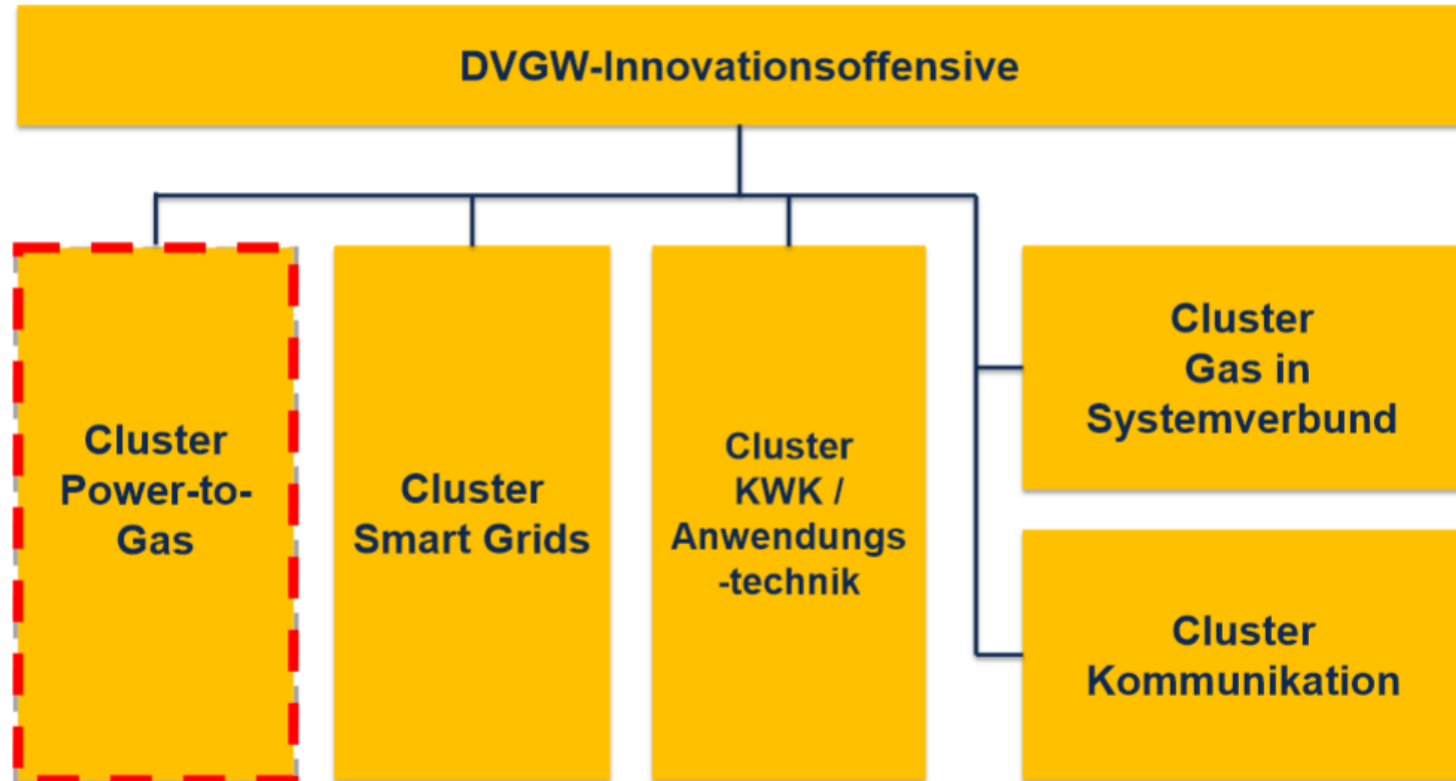 DVGW-Innovationsoffensive
Cluster
Power-to-
Gas
Cluster
Smart Grids
Cluster
KWK /
Anwendungs
-technik
Cluster
Gas in
Systemverbund
Cluster
Kommunikation